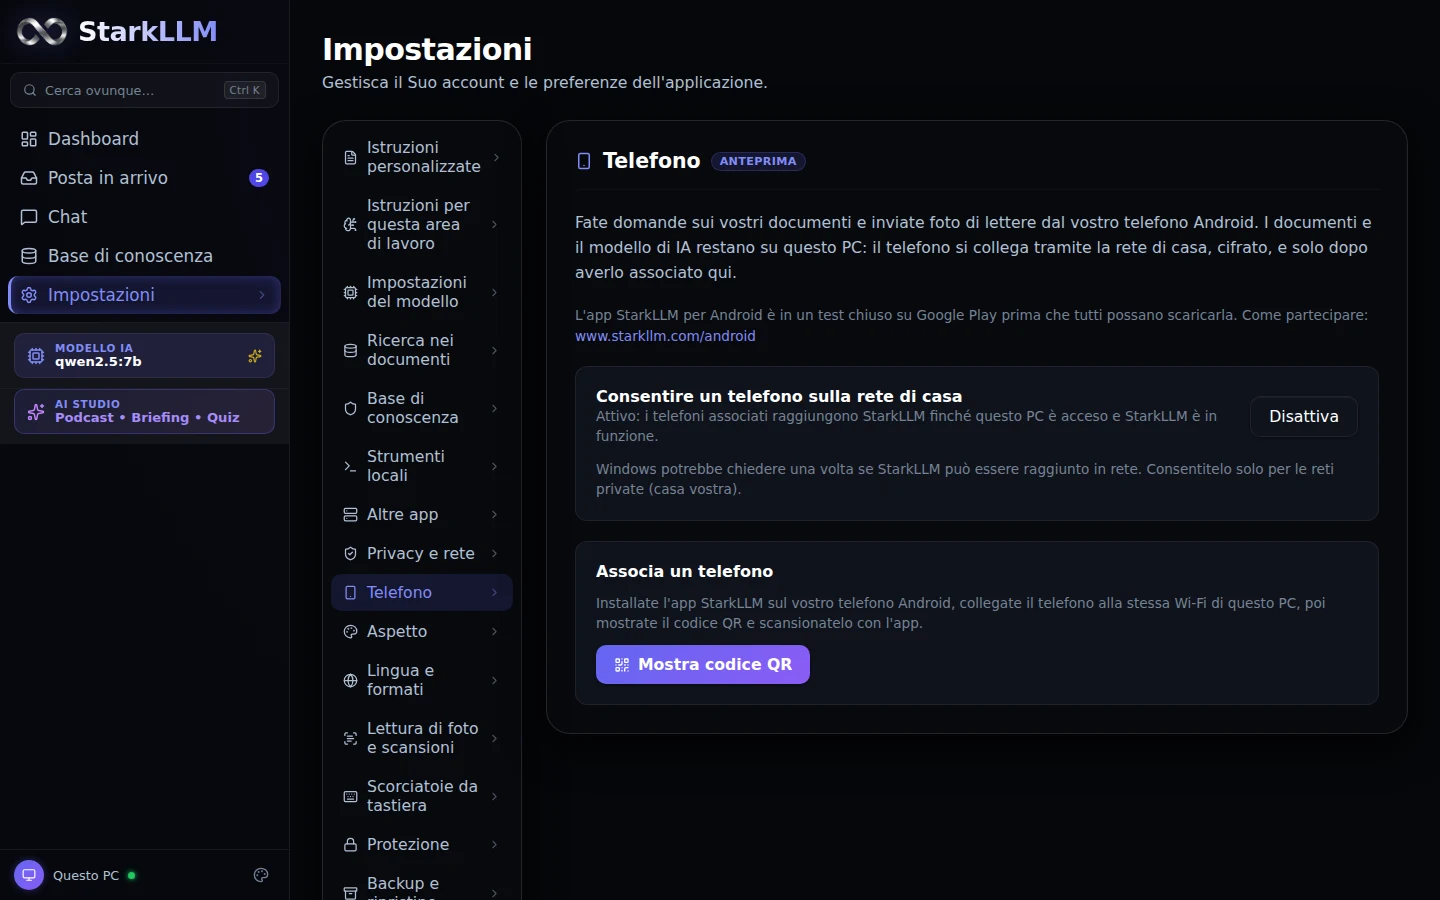 StarkLLM
Cerca ovunque...
Ctrl K
Dashboard
Posta in arrivo
5
Chat
Base di conoscenza
Impostazioni
MODELLO IA
qwen2.5:7b
AI STUDIO
Podcast • Briefing • Quiz
Questo PC
Impostazioni
Gestisca il Suo account e le preferenze dell'applicazione.
Istruzioni
personalizzate
Istruzioni per
questa area
di lavoro
Impostazioni
del modello
Ricerca nei
documenti
Base di
conoscenza
Strumenti
locali
Altre app
Privacy e rete
Telefono
Aspetto
Lingua e
formati
Lettura di foto
e scansioni
Scorciatoie da
tastiera
Protezione
Backup e
Telefono
ANTEPRIMA
Fate domande sui vostri documenti e inviate foto di lettere dal vostro telefono Android. I documenti e
il modello di IA restano su questo PC: il telefono si collega tramite la rete di casa, cifrato, e solo dopo
averlo associato qui.
L'app StarkLLM per Android è in un test chiuso su Google Play prima che tutti possano scaricarla. Come partecipare:
www.starkllm.com/android
Consentire un telefono sulla rete di casa
Attivo: i telefoni associati raggiungono StarkLLM finché questo PC è acceso e StarkLLM è in
funzione.
Disattiva
Windows potrebbe chiedere una volta se StarkLLM può essere raggiunto in rete. Consentitelo solo per le reti
private (casa vostra).
Associa un telefono
Installate l'app StarkLLM sul vostro telefono Android, collegate il telefono alla stessa Wi-Fi di questo PC, poi
mostrate il codice QR e scansionatelo con l'app.
Mostra codice QR